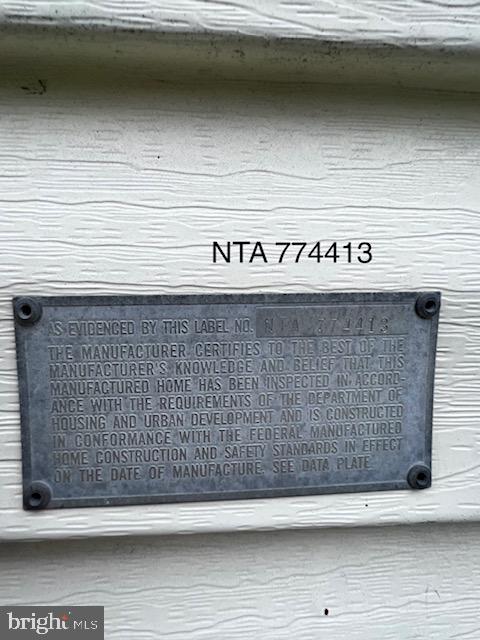 NTA 774413
AS EVIDENCED BY THIS LABEL NO. NTA 774413
THE MANUFACTURER CERTIFIES TO THE BEST OF THE
MANUFACTURER'S KNOWLEDGE AND BELIEF THAT THIS
MANUFACTURED HOME HAS BEEN INSPECTED IN ACCORD-
ANCE WITH THE REQUIREMENTS OF THE DEPARTMENT OF
HOUSING AND URBAN DEVELOPMENT AND IS CONSTRUCTED
IN CONFORMANCE WITH THE FEDERAL MANUFACTURED
HOME CONSTRUCTION AND SAFETY STANDARDS IN EFFECT
ON THE DATE OF MANUFACTURE. SEE DATA PLATE
bright MLS